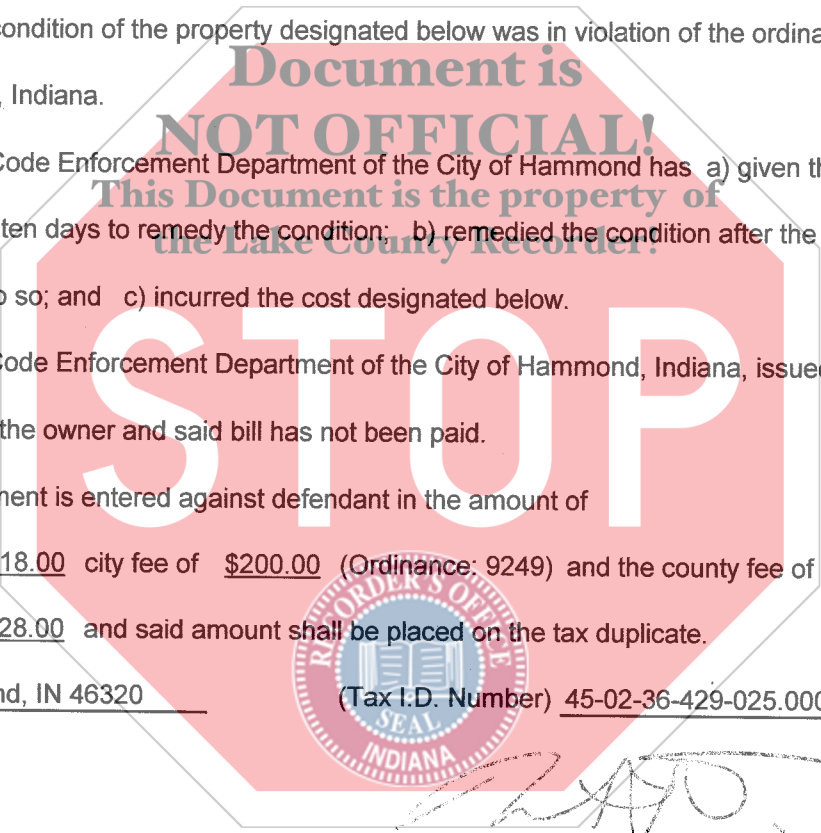 condition of the property designated below was in violation of the ordina
Document is
, Indiana.
NOT OFFICIAL!
Code Enforcement Department of the City of Hammond has a) given th
This Document is the property of
ten days to remedy the condition; b) remedied the condition after the
the Lake County Recorder!
o so; and c) incurred the cost designated below.
STOP
Code Enforcement Department of the City of Hammond, Indiana, issued
the owner and said bill has not been paid.
ment is entered against defendant in the amount of
18.00 city fee of $200.00 (Ordinance: 9249) and the county fee of
28.00 and said amount shall be placed on the tax duplicate.
RECORDER'S OFFICE
SEAL
INDIANA
nd, IN 46320 (Tax I.D. Number) 45-02-36-429-025.000